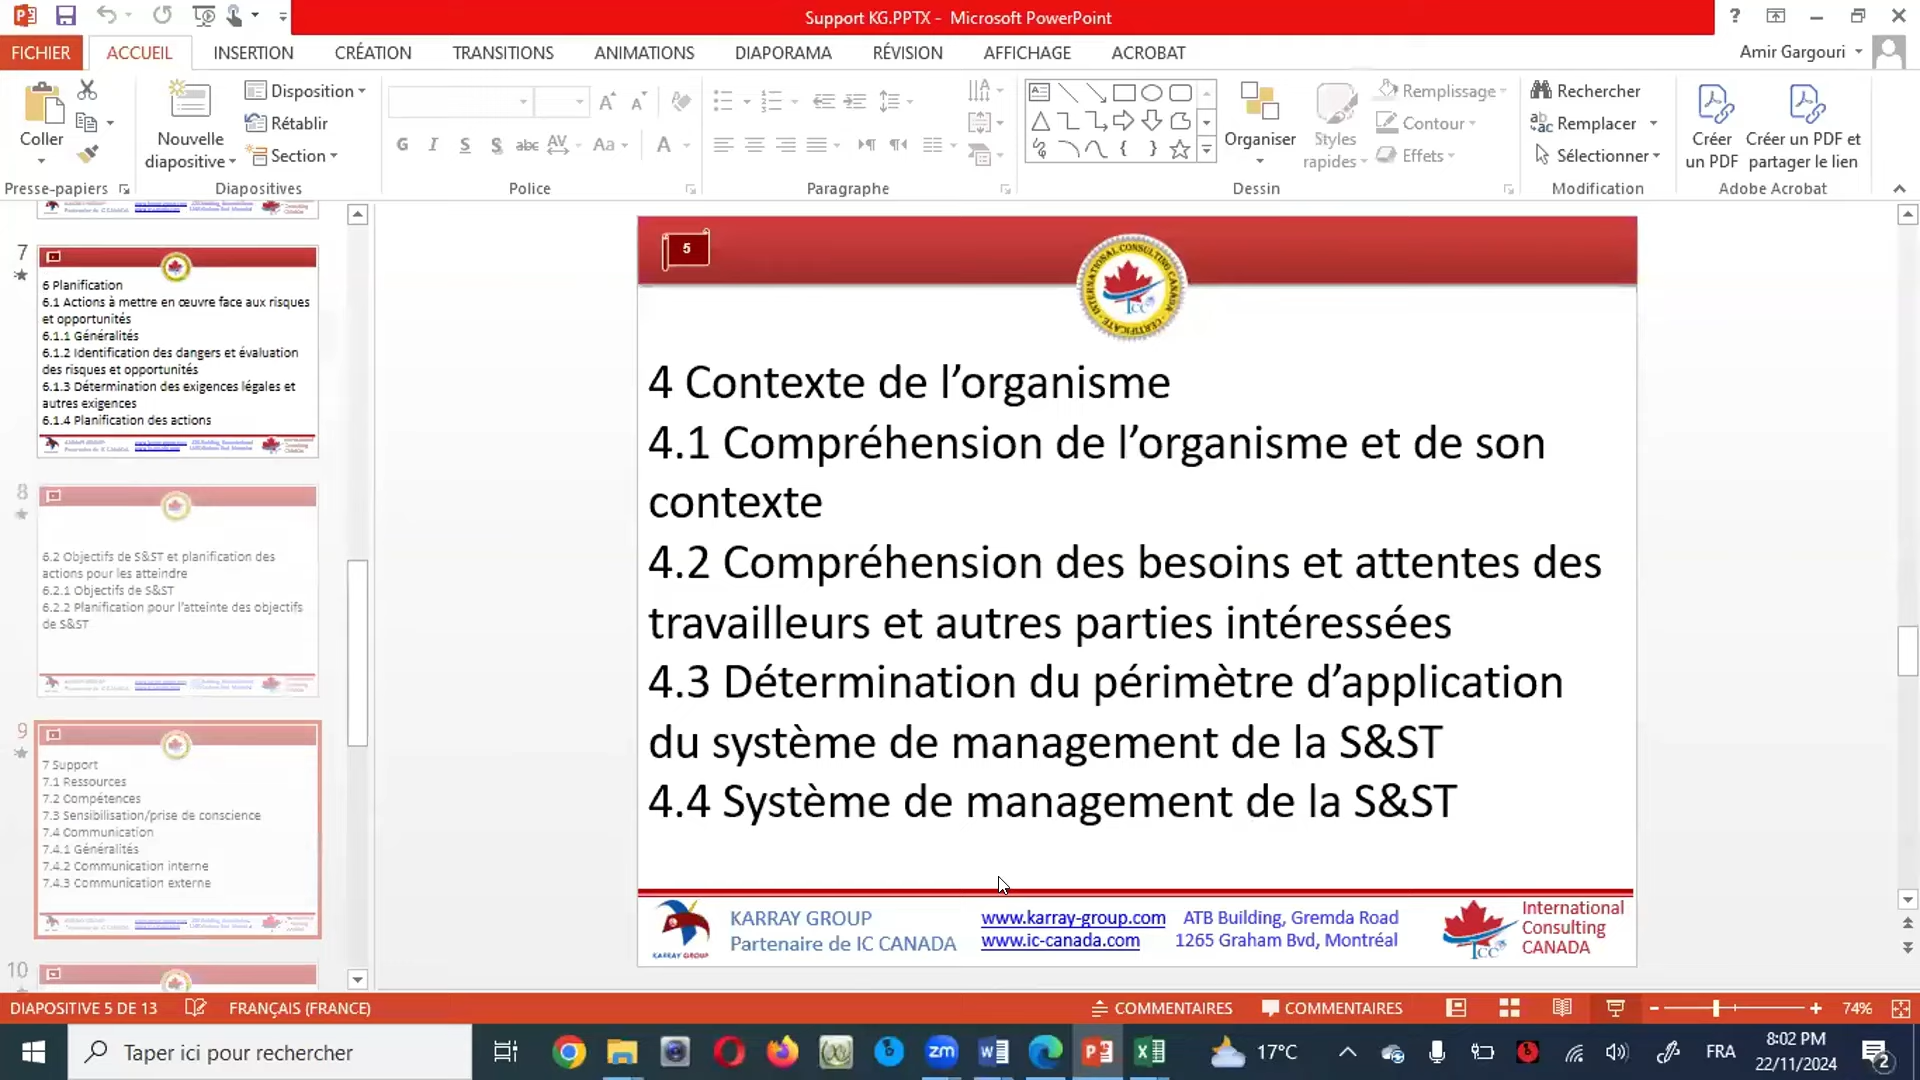 Support KG.PPTX - Microsoft PowerPoint
FICHIER ACCUEIL INSERTION CRÉATION TRANSITIONS ANIMATIONS DIAPORAMA RÉVISION AFFICHAGE ACROBAT Amir Gargouri
Coller
Nouvelle diapositive
Disposition
Rétablir
Section
G I S S abc AV Aa A
Organiser
Styles rapides
Remplissage
Contour
Effets
Rechercher
Remplacer
Sélectionner
Créer un PDF
Créer un PDF et partager le lien
Presse-papiers Diapositives Police Paragraphe Dessin Modification Adobe Acrobat
7
6 Planification
6.1 Actions à mettre en œuvre face aux risques
et opportunités
6.1.1 Généralités
6.1.2 Identification des dangers et évaluation
des risques et opportunités
6.1.3 Détermination des exigences légales et
autres exigences
6.1.4 Planification des actions
8
6.2 Objectifs de S&ST et planification des
actions pour les atteindre
6.2.1 Objectifs de S&ST
6.2.2 Planification pour l'atteinte des objectifs
de S&ST
9
7 Support
7.1 Ressources
7.2 Compétences
7.3 Sensibilisation/prise de conscience
7.4 Communication
7.4.1 Généralités
7.4.2 Communication interne
7.4.3 Communication externe
10
5
INTERNATIONAL CONSULTING CANADA
CERTIFICATE
ICC
4 Contexte de l’organisme
4.1 Compréhension de l’organisme et de son
contexte
4.2 Compréhension des besoins et attentes des
travailleurs et autres parties intéressées
4.3 Détermination du périmètre d’application
du système de management de la S&ST
4.4 Système de management de la S&ST
KARRAY GROUP
KARRAY GROUP
Partenaire de IC CANADA
www.karray-group.com
www.ic-canada.com
ATB Building, Gremda Road
1265 Graham Bvd, Montréal
ICC
International
Consulting
CANADA
DIAPOSITIVE 5 DE 13 FRANÇAIS (FRANCE) COMMENTAIRES COMMENTAIRES 74%
Taper ici pour rechercher
zm
17°C
FRA
8:02 PM
22/11/2024
2